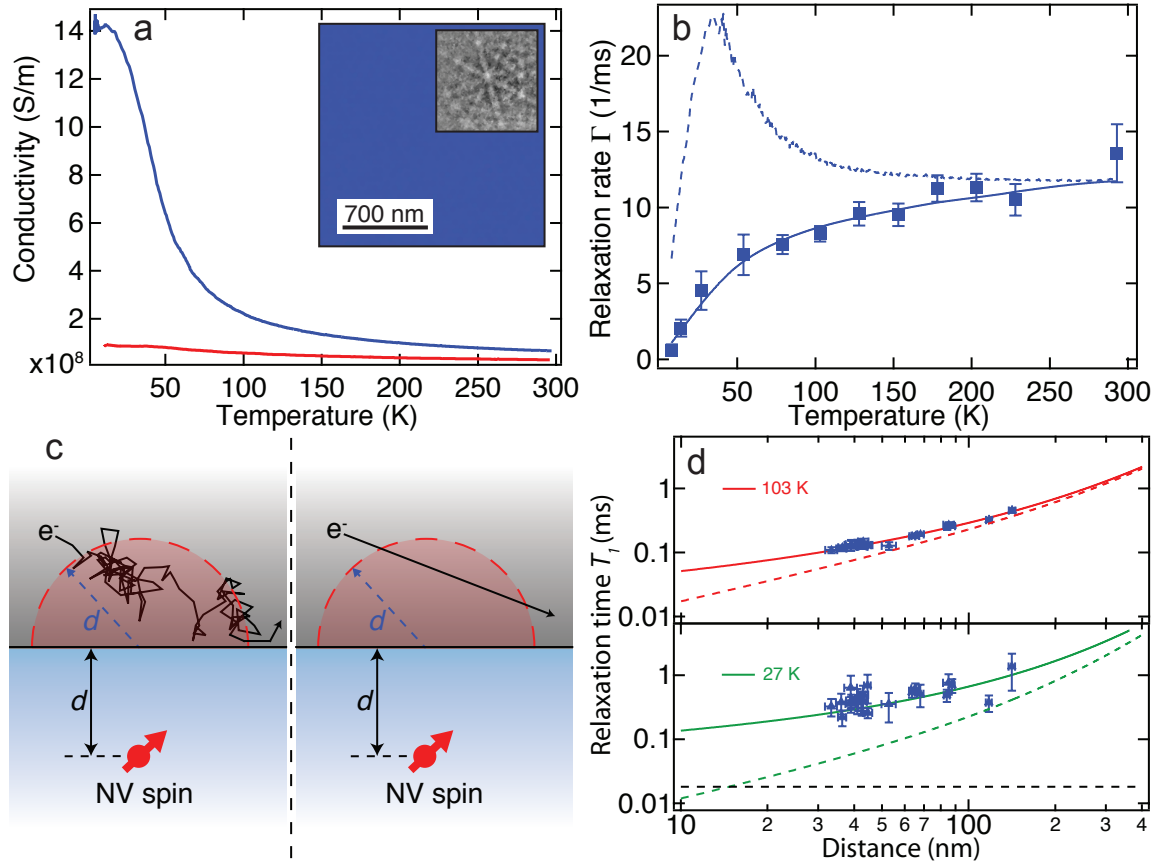 a
Conductivity (S/m)
14
12
10
8
6
4
2
x10⁸
700 nm
50 100 150 200 250 300
Temperature (K)
b
Relaxation rate Γ (1/ms)
20
15
10
5
0
0 50 100 150 200 250 300
Temperature (K)
c
e⁻
d
d
NV spin
e⁻
d
d
NV spin
d
Relaxation time T₁ (ms)
103 K
1
0.1
0.01
27 K
1
0.1
0.01
10 2 3 4 5 6 7 100 2 3 4
Distance (nm)